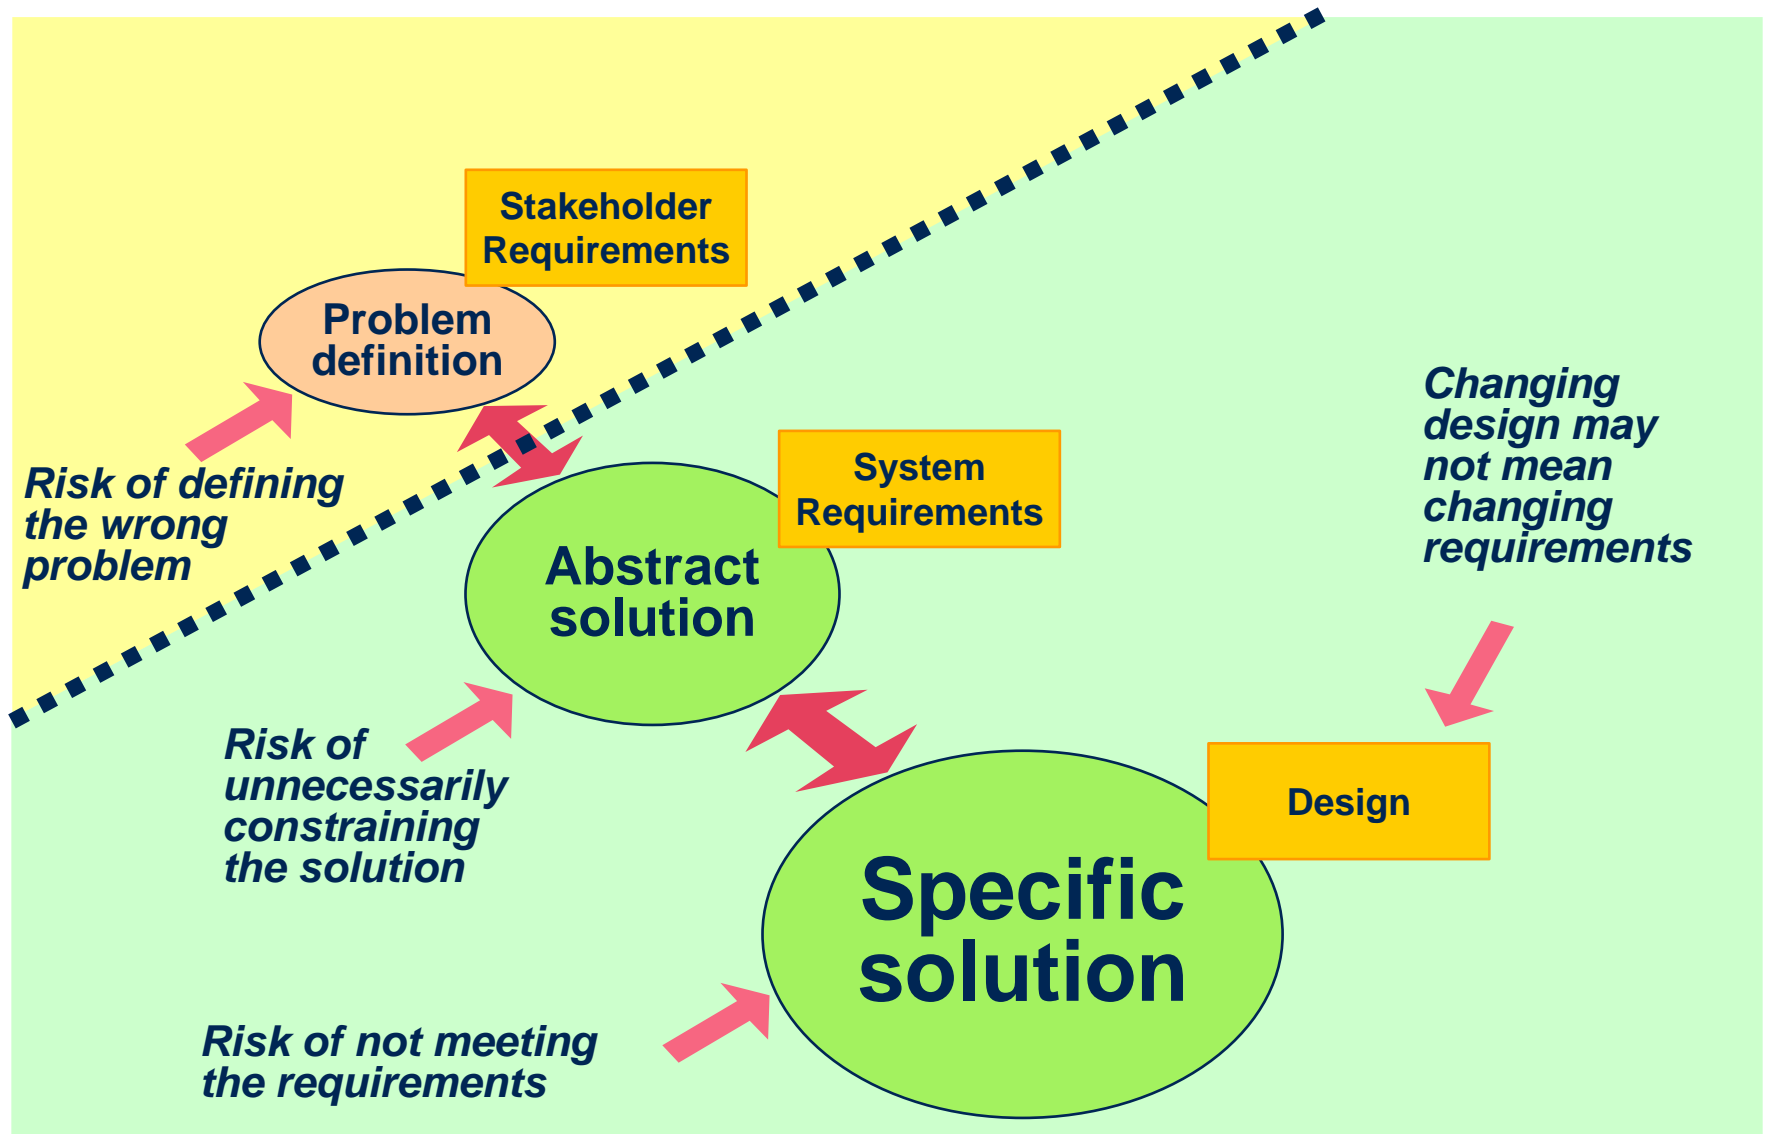 Stakeholder
Requirements
Problem
definition
Risk of defining
the wrong
problem
System
Requirements
Abstract
solution
Changing
design may
not mean
changing
requirements
Risk of
unnecessarily
constraining
the solution
Design
Specific
solution
Risk of not meeting
the requirements